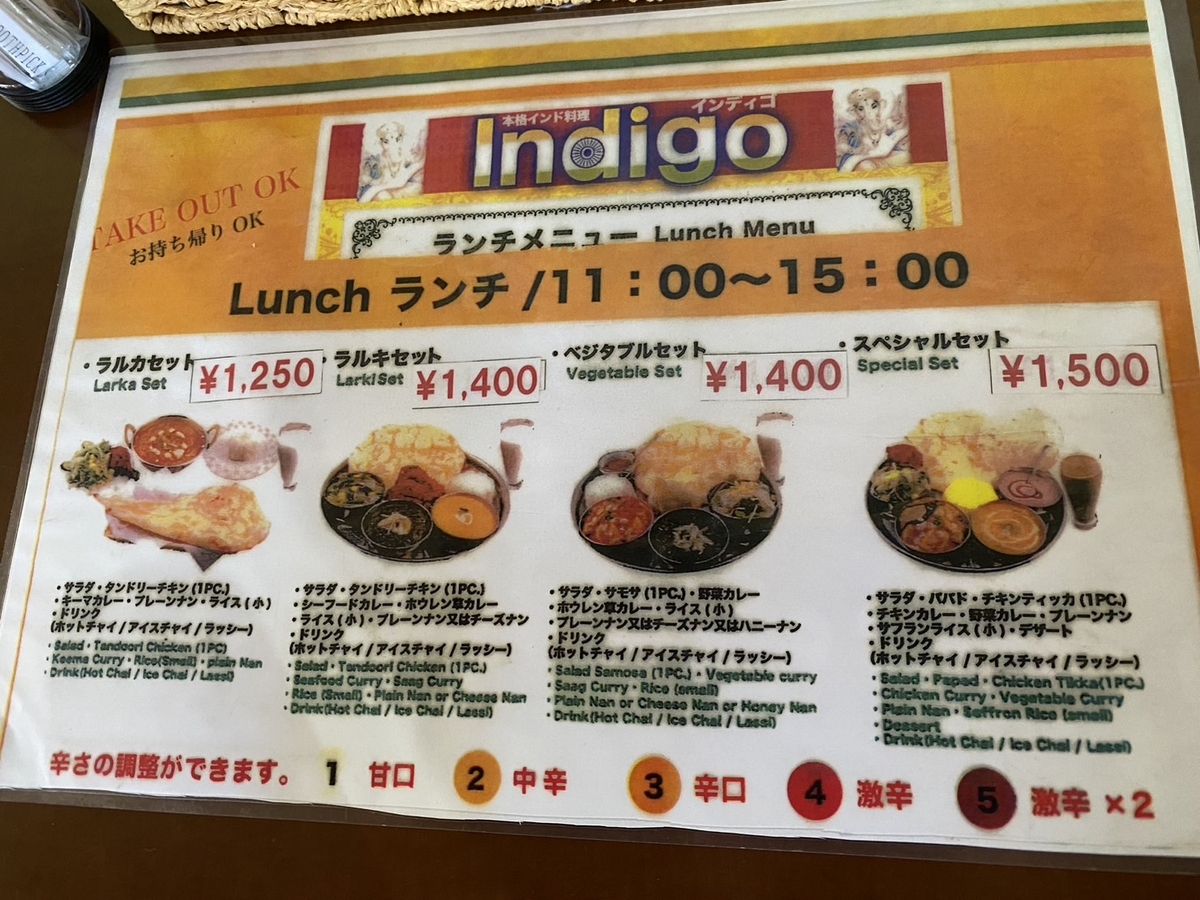 OOTHPICK
本格インド料理
インディゴ
Indigo
TAKE OUT OK
お持ち帰り OK
ランチメニュー Lunch Menu
Lunch ランチ /11：00〜15：00
・ラルカセット
Larka Set
¥1,250
・サラダ・タンドリーチキン (1PC.)
・キーマカレー・プレーンナン・ライス ( 小 )
・ドリンク
(ホットチャイ / アイスチャイ / ラッシー)
・Salad・Tandoori Chicken (1PC)
・Keema Curry・Rice(Small)・plain Nan
・Drink(Hot Chai / Ice Chai / Lassi)
・ラルキセット
Larki Set
¥1,400
・サラダ・タンドリーチキン (1PC.)
・シーフードカレー・ホウレン草カレー
・ライス ( 小 )・プレーンナン又はチーズナン
・ドリンク
(ホットチャイ / アイスチャイ / ラッシー)
・Salad・Tandoori Chicken (1PC.)
・Seafood Curry・Saag Curry
・Rice (Small)・Plain Nan or Cheese Nan
・Drink(Hot Chai / Ice Chai / Lassi)
・ベジタブルセット
Vegetable Set
¥1,400
・サラダ・サモサ (1PC.)・野菜カレー
・ホウレン草カレー・ライス ( 小 )
・プレーンナン又はチーズナン又はハニーナン
・ドリンク
(ホットチャイ / アイスチャイ / ラッシー)
・Salad Samosa (1PC.)・Vegetable curry
・Saag Curry・Rice (small)
・Plain Nan or Cheese Nan or Honey Nan
・Drink(Hot Chai / Ice Chai / Lassi)
・スペシャルセット
Special Set
¥1,500
・サラダ・パパド・チキンティッカ (1PC.)
・チキンカレー・野菜カレー・プレーンナン
・サフランライス ( 小 )・デザート
・ドリンク
(ホットチャイ / アイスチャイ / ラッシー)
・Salad・Papad・Chicken Tikka(1PC.)
・Chicken Curry・Vegetable Curry
・Plain Nan・Saffron Rice (small)
・Dessert
・Drink(Hot Chai / Ice Chai / Lassi)
辛さの調整ができます。 1 甘口 2 中辛 3 辛口 4 激辛 5 激辛 ×2